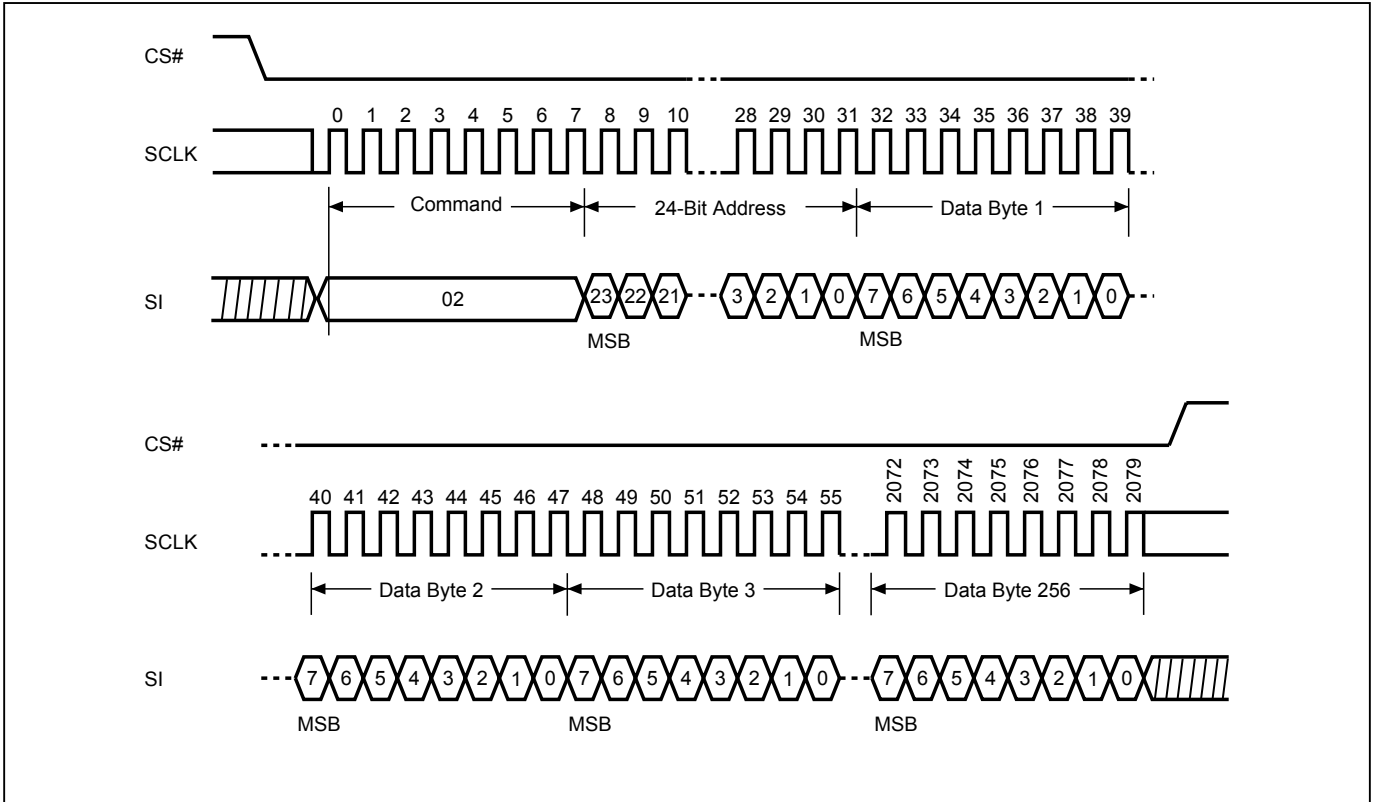 CS#
0 1 2 3 4 5 6 7 8 9 10 28 29 30 31 32 33 34 35 36 37 38 39
SCLK
Command 24-Bit Address Data Byte 1
SI 02 23 22 21 3 2 1 0 7 6 5 4 3 2 1 0
MSB MSB
CS#
40 41 42 43 44 45 46 47 48 49 50 51 52 53 54 55 2072 2073 2074 2075 2076 2077 2078 2079
SCLK
Data Byte 2 Data Byte 3 Data Byte 256
SI 7 6 5 4 3 2 1 0 7 6 5 4 3 2 1 0 7 6 5 4 3 2 1 0
MSB MSB MSB